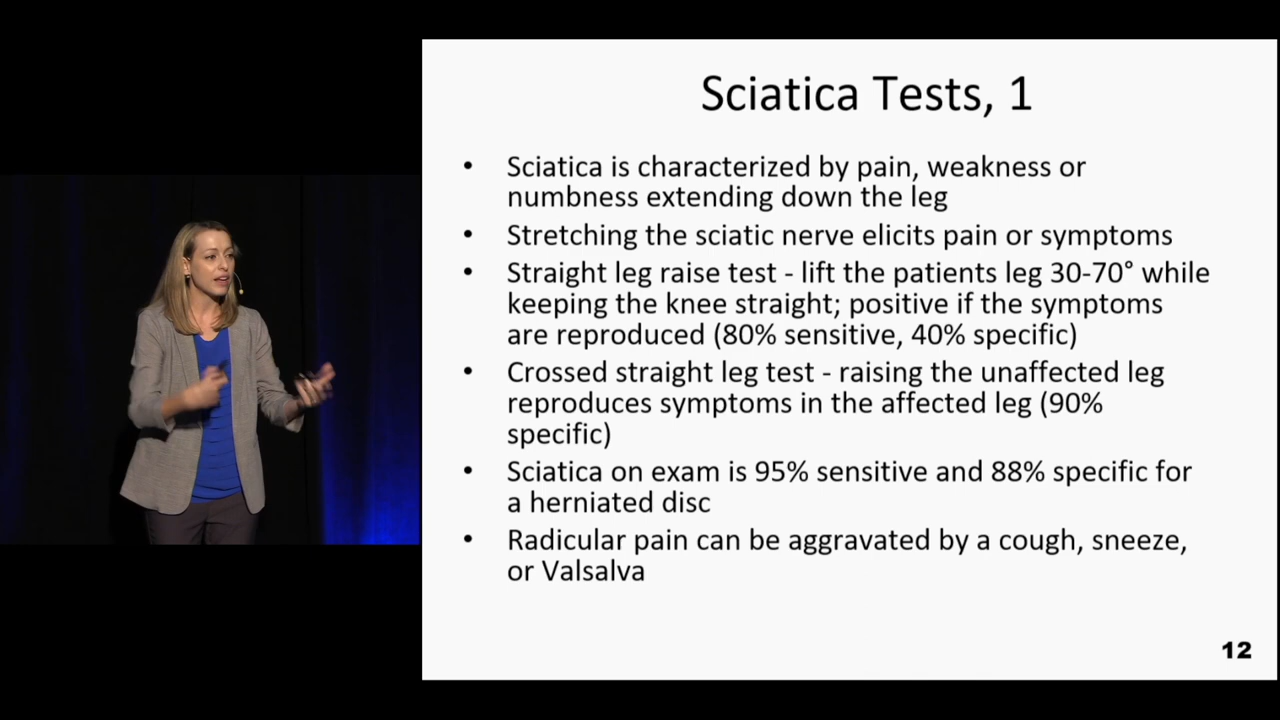 Sciatica Tests, 1
• Sciatica is characterized by pain, weakness or
numbness extending down the leg
• Stretching the sciatic nerve elicits pain or symptoms
• Straight leg raise test - lift the patients leg 30-70° while
keeping the knee straight; positive if the symptoms
are reproduced (80% sensitive, 40% specific)
• Crossed straight leg test - raising the unaffected leg
reproduces symptoms in the affected leg (90%
specific)
• Sciatica on exam is 95% sensitive and 88% specific for
a herniated disc
• Radicular pain can be aggravated by a cough, sneeze,
or Valsalva
12